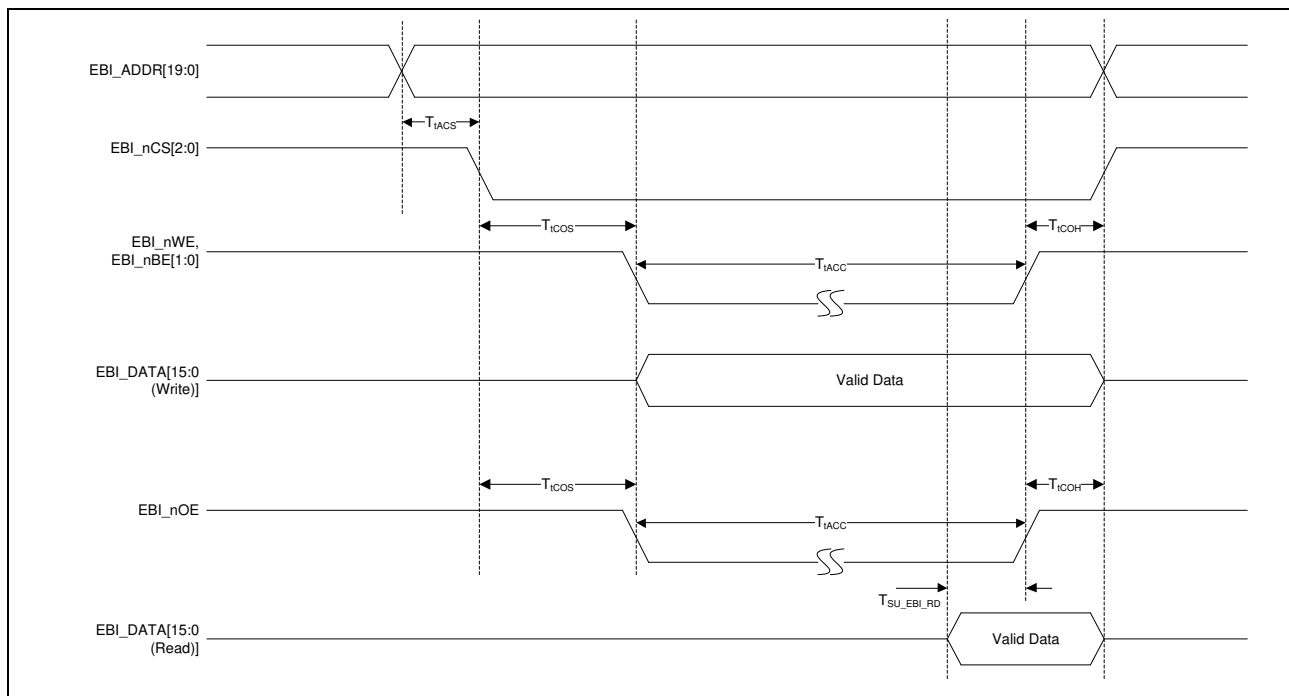 EBI_ADDR[19:0]
TtACS
EBI_nCS[2:0]
TtCOS
TtCOH
EBI_nWE,
EBI_nBE[1:0]
TtACC
EBI_DATA[15:0
(Write)]
Valid Data
TtCOS
TtCOH
EBI_nOE
TtACC
TSU_EBI_RD
EBI_DATA[15:0
(Read)]
Valid Data